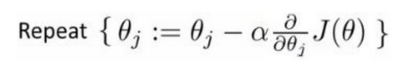 Repeat { θ_j := θ_j − α ∂/∂θ_j J(θ) }